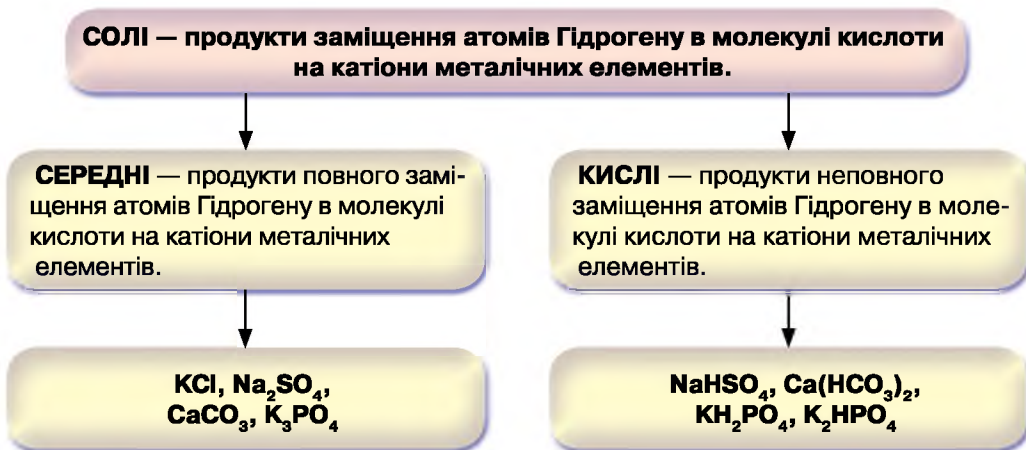 СОЛІ — продукти заміщення атомів Гідрогену в молекулі кислоти
на катіони металічних елементів.
СЕРЕДНІ — продукти повного замі-
щення атомів Гідрогену в молекулі
кислоти на катіони металічних
елементів.
КИСЛІ — продукти неповного
заміщення атомів Гідрогену в моле-
кулі кислоти на катіони металічних
елементів.
KCl, Na₂SO₄,
CaCO₃, K₃PO₄
NaHSO₄, Ca(HCO₃)₂,
KH₂PO₄, K₂HPO₄